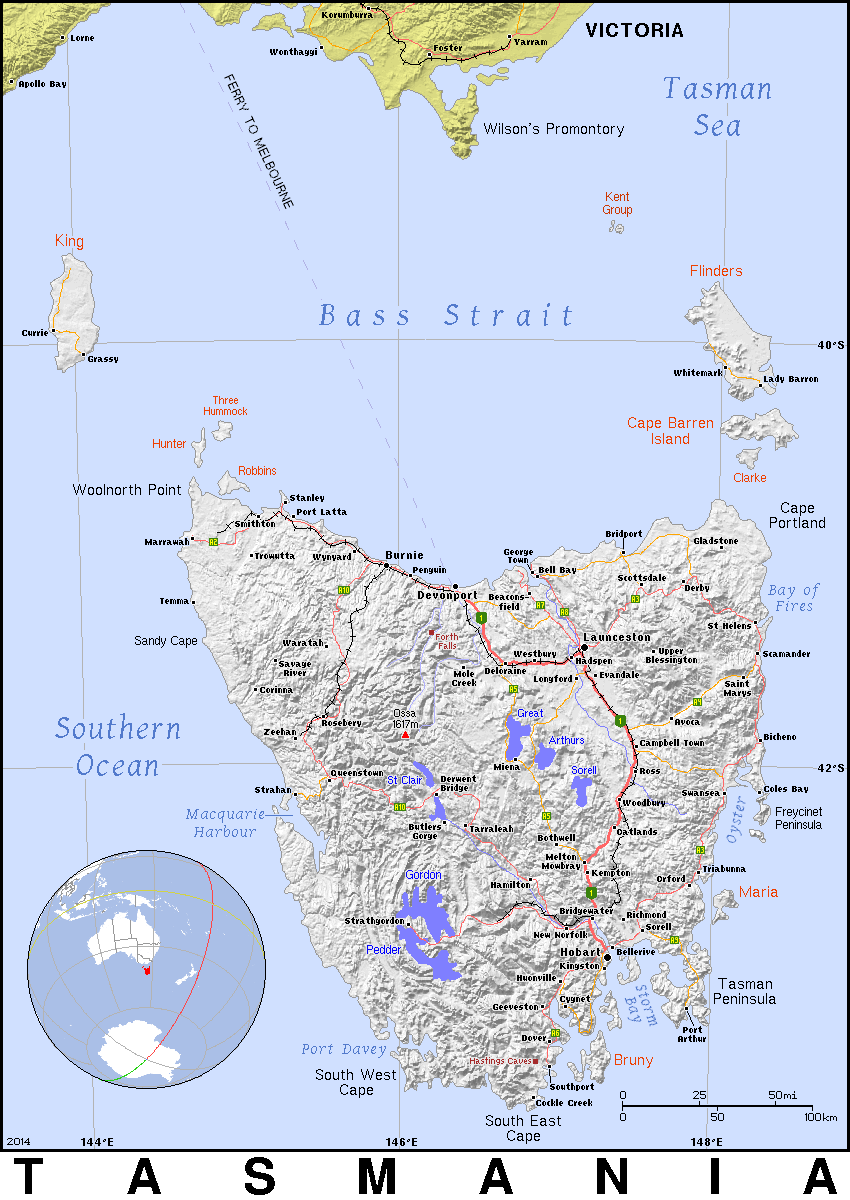 Korumburra
Lorne
Wonthaggi
Foster
Yarram
VICTORIA
Apollo Bay
FERRY TO MELBOURNE
Wilson's Promontory
Tasman
Sea
Kent
Group
King
Flinders
Bass Strait
Currie
Grassy
40°S
Whitemark
Lady Barron
Three
Hummock
Hunter
Cape Barren
Island
Robbins
Clarke
Woolnorth Point
Stanley
Port Latta
Smithton
Cape
Portland
Marrawah
A2
Trowutta
Wynyard
Burnie
Penguin
George
Town
Bridport
Gladstone
Bell Bay
Scottsdale
Derby
Temma
A10
Devonport
Beacons-
field
A7
A8
A3
Bay of
Fires
1
St Helens
Sandy Cape
Waratah
Forth
Falls
Launceston
Savage
River
Westbury
Hadspen
Upper
Blessington
Scamander
Mole
Creek
Deloraine
Longford
Evandale
Corinna
A5
Saint
Marys
A4
Ossa
1617m
Great
1
Avoca
Southern
Ocean
Zeehan
Rosebery
Arthurs
Campbell Town
Bicheno
Miena
Sorell
Ross
42°S
Queenstown
St Clair
Derwent
Bridge
Strahan
A10
Woodbury
Swansea
Coles Bay
Macquarie
Harbour
Butlers
Gorge
Tarraleah
A5
Oatlands
Oyster
Freycinet
Peninsula
Bothwell
Melton
Mowbray
A3
Kempton
Triabunna
Gordon
Hamilton
1
Orford
Maria
Strathgordon
Bridgewater
Richmond
New Norfolk
Sorell
Pedder
Hobart
Bellerive
A3
Kingston
Huonville
Storm
Bay
Tasman
Peninsula
Geeveston
Cygnet
Port
Arthur
Dover
A6
Port Davey
Hastings Caves
Bruny
South West
Cape
Southport
Cockle Creek
South East
Cape
0 25 50mi
0 50 100km
2014
144°E
146°E
148°E
TASMANIA